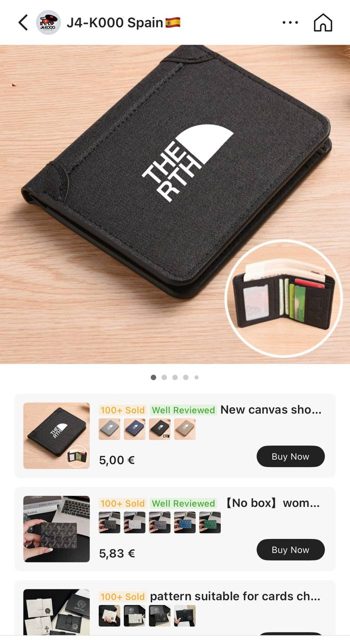 J4-K000 Spain🇪🇸
THE
RTH
100+ Sold Well Reviewed New canvas sho...
5,00 €
Buy Now
100+ Sold Well Reviewed 【No box】wom...
5,83 €
Buy Now
100+ Sold pattern suitable for cards ch...